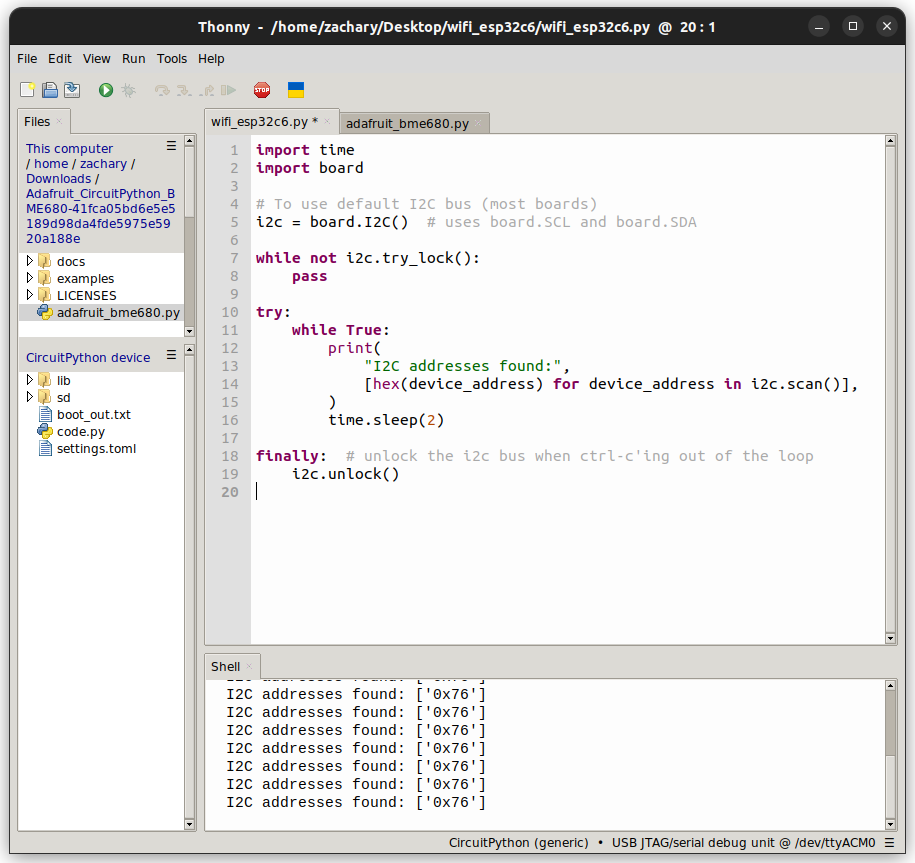 Thonny - /home/zachary/Desktop/wifi_esp32c6/wifi_esp32c6.py @ 20 : 1
File Edit View Run Tools Help
STOP
Files
This computer
/ home / zachary /
Downloads /
Adafruit_CircuitPython_B
ME680-41fca05bd6e5e5
189d98da4fde5975e59
20a188e
docs
examples
LICENSES
adafruit_bme680.py
CircuitPython device
lib
sd
boot_out.txt
code.py
settings.toml
wifi_esp32c6.py *
adafruit_bme680.py
1 import time
2 import board
3
4 # To use default I2C bus (most boards)
5 i2c = board.I2C()  # uses board.SCL and board.SDA
6
7 while not i2c.try_lock():
8     pass
9
10 try:
11     while True:
12         print(
13             "I2C addresses found:",
14             [hex(device_address) for device_address in i2c.scan()],
15         )
16         time.sleep(2)
17
18 finally:  # unlock the i2c bus when ctrl-c'ing out of the loop
19     i2c.unlock()
20
Shell
I2C addresses found: ['0x76']
I2C addresses found: ['0x76']
I2C addresses found: ['0x76']
I2C addresses found: ['0x76']
I2C addresses found: ['0x76']
I2C addresses found: ['0x76']
I2C addresses found: ['0x76']
CircuitPython (generic) • USB JTAG/serial debug unit @ /dev/ttyACM0 ☰